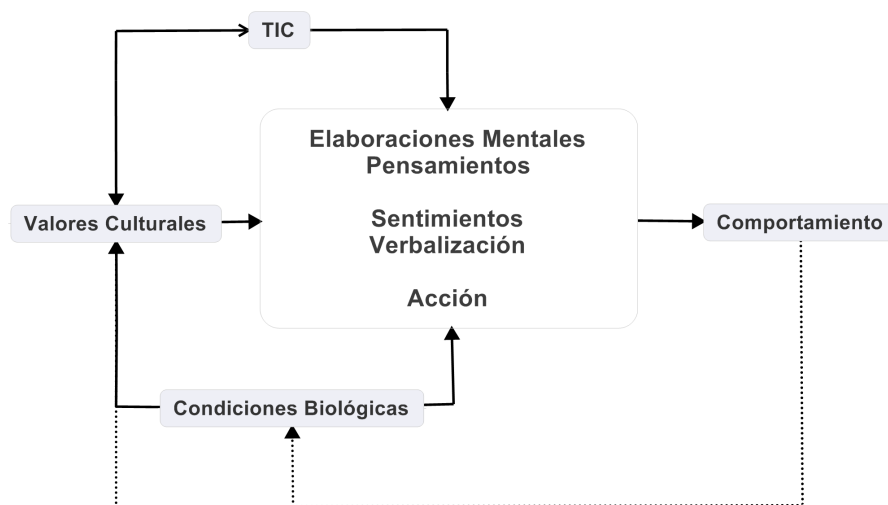 TIC
Elaboraciones Mentales
Pensamientos
Sentimientos
Verbalización
Acción
Valores Culturales
Comportamiento
Condiciones Biológicas